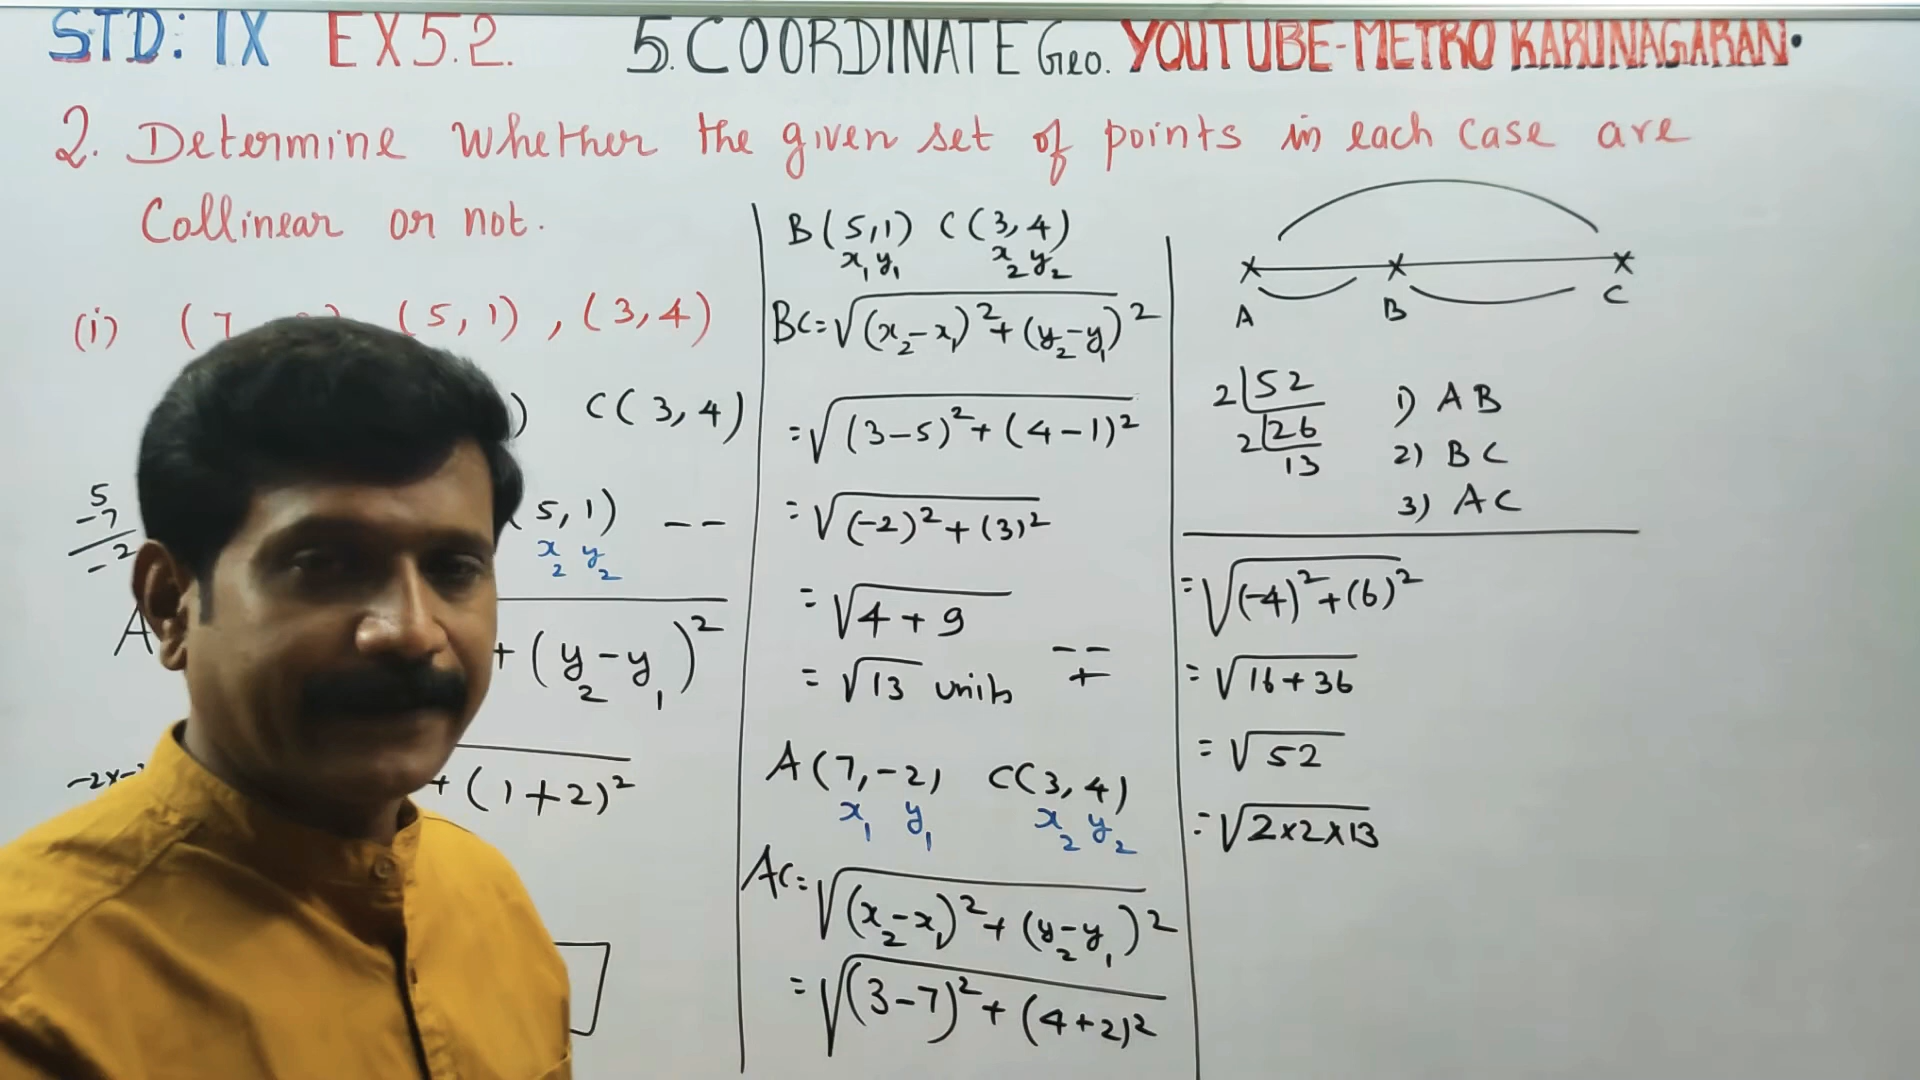 STD: IX EX 5.2. 5. COORDINATE Geo. YOUTUBE-METRO KARUNAGARAN.
2. Determine Whether the given set of points in each case are
Collinear or not.
(i) (7 (5,1), (3,4)
) C(3,4)
5
-7
-2
(5,1) --
x₂ y₂
A
+(y₂-y₁)²
-2x-
+(1+2)²
B(5,1) C(3,4)
x₁ y₁ x₂ y₂
BC=√(x₂-x₁)²+(y₂-y₁)²
=√(3-5)²+(4-1)²
=√(-2)²+(3)²
=√4+9
=√13 units
--
+
A(7,-2) C(3,4)
x₁ y₁ x₂ y₂
AC=√(x₂-x₁)²+(y₂-y₁)²
=√(3-7)²+(4+2)²
A B C
2 52
2 26
13
1) AB
2) BC
3) AC
=√(-4)²+(6)²
=√16+36
=√52
=√2x2x13